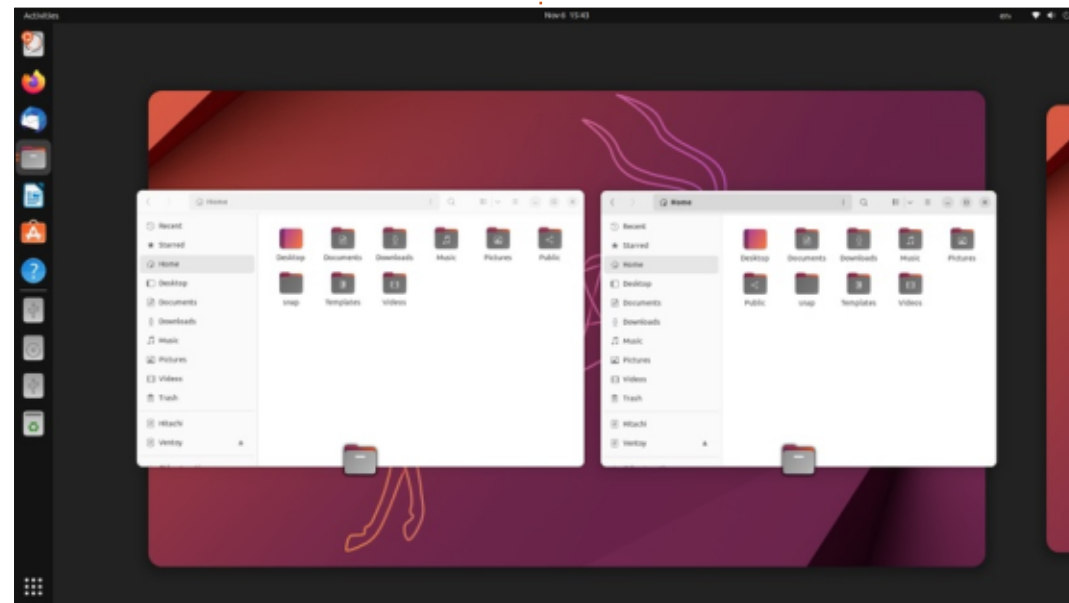 Activities
Nov 6 15:43
en
Home
Recent
Starred
Home
Desktop
Documents
Downloads
Music
Pictures
Videos
Trash
Hitachi
Ventoy
Desktop Documents Downloads Music Pictures Public
snap Templates Videos
Home
Recent
Starred
Home
Desktop
Documents
Downloads
Music
Pictures
Videos
Trash
Hitachi
Ventoy
Desktop Documents Downloads Music Pictures
Public snap Templates Videos